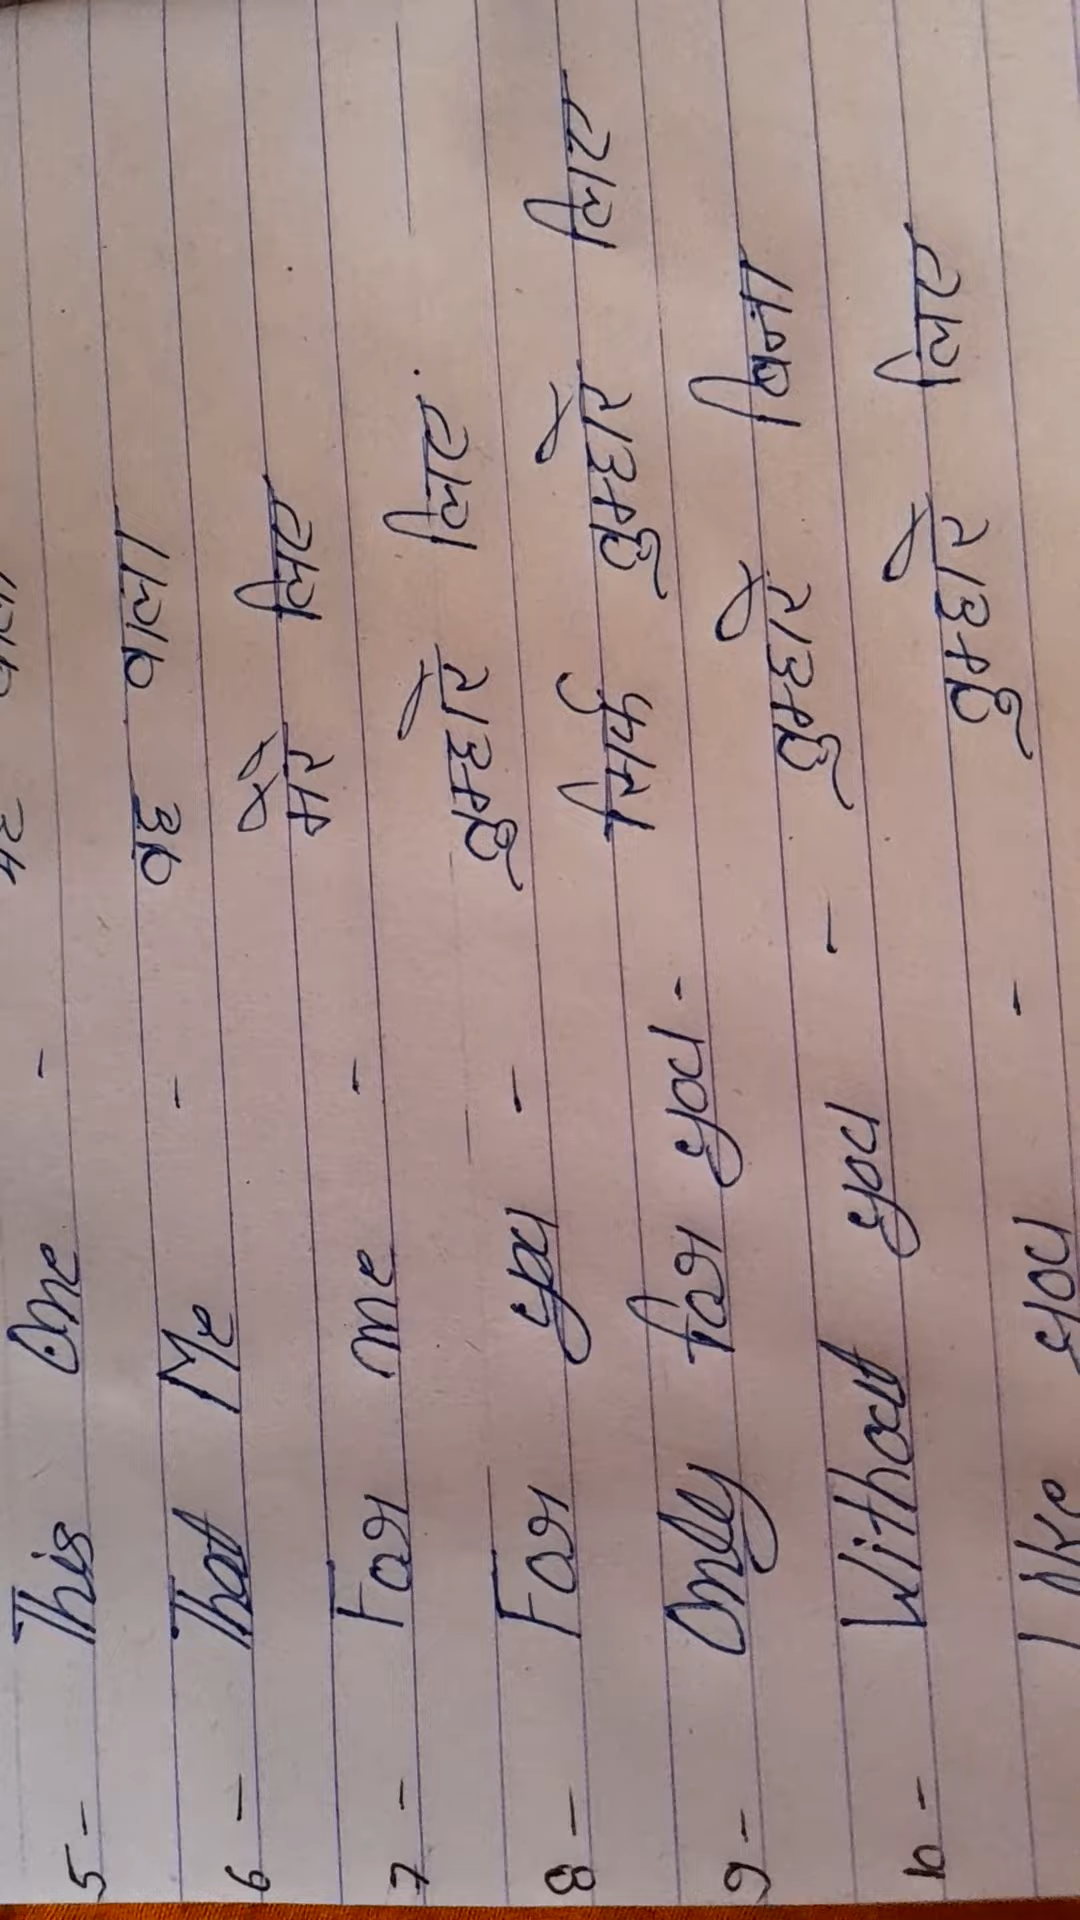 5- This One - यह
6- That Me - वह वाला
7- For me - मेरे लिए
8- For you - तुम्हारे लिए
9- Only for you - सिर्फ तुम्हारे लिए
10- Without you - तुम्हारे बिना
Like you - तुम्हारे लिए